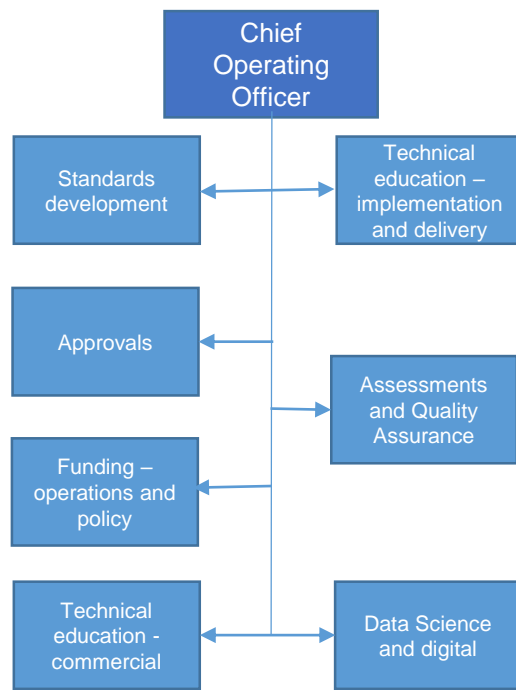 Chief
Operating
Officer
Standards
development
Technical
education –
implementation
and delivery
Approvals
Assessments
and Quality
Assurance
Funding –
operations and
policy
Technical
education -
commercial
Data Science
and digital